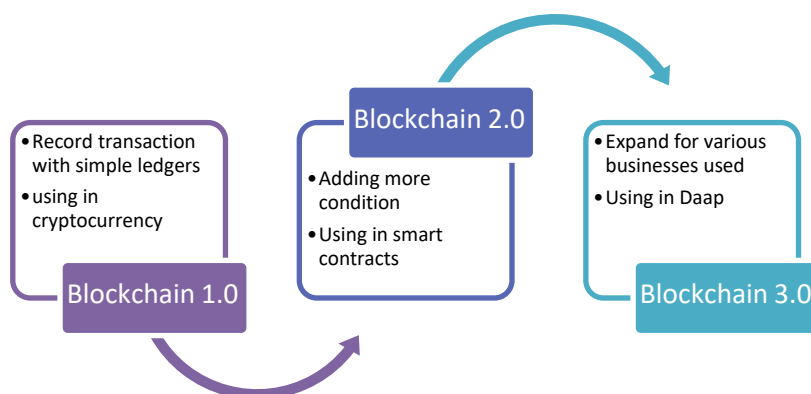 •Record transaction
with simple ledgers
•using in
cryptocurrency
Blockchain 1.0
Blockchain 2.0
•Adding more
condition
•Using in smart
contracts
•Expand for various
businesses used
•Using in Daap
Blockchain 3.0